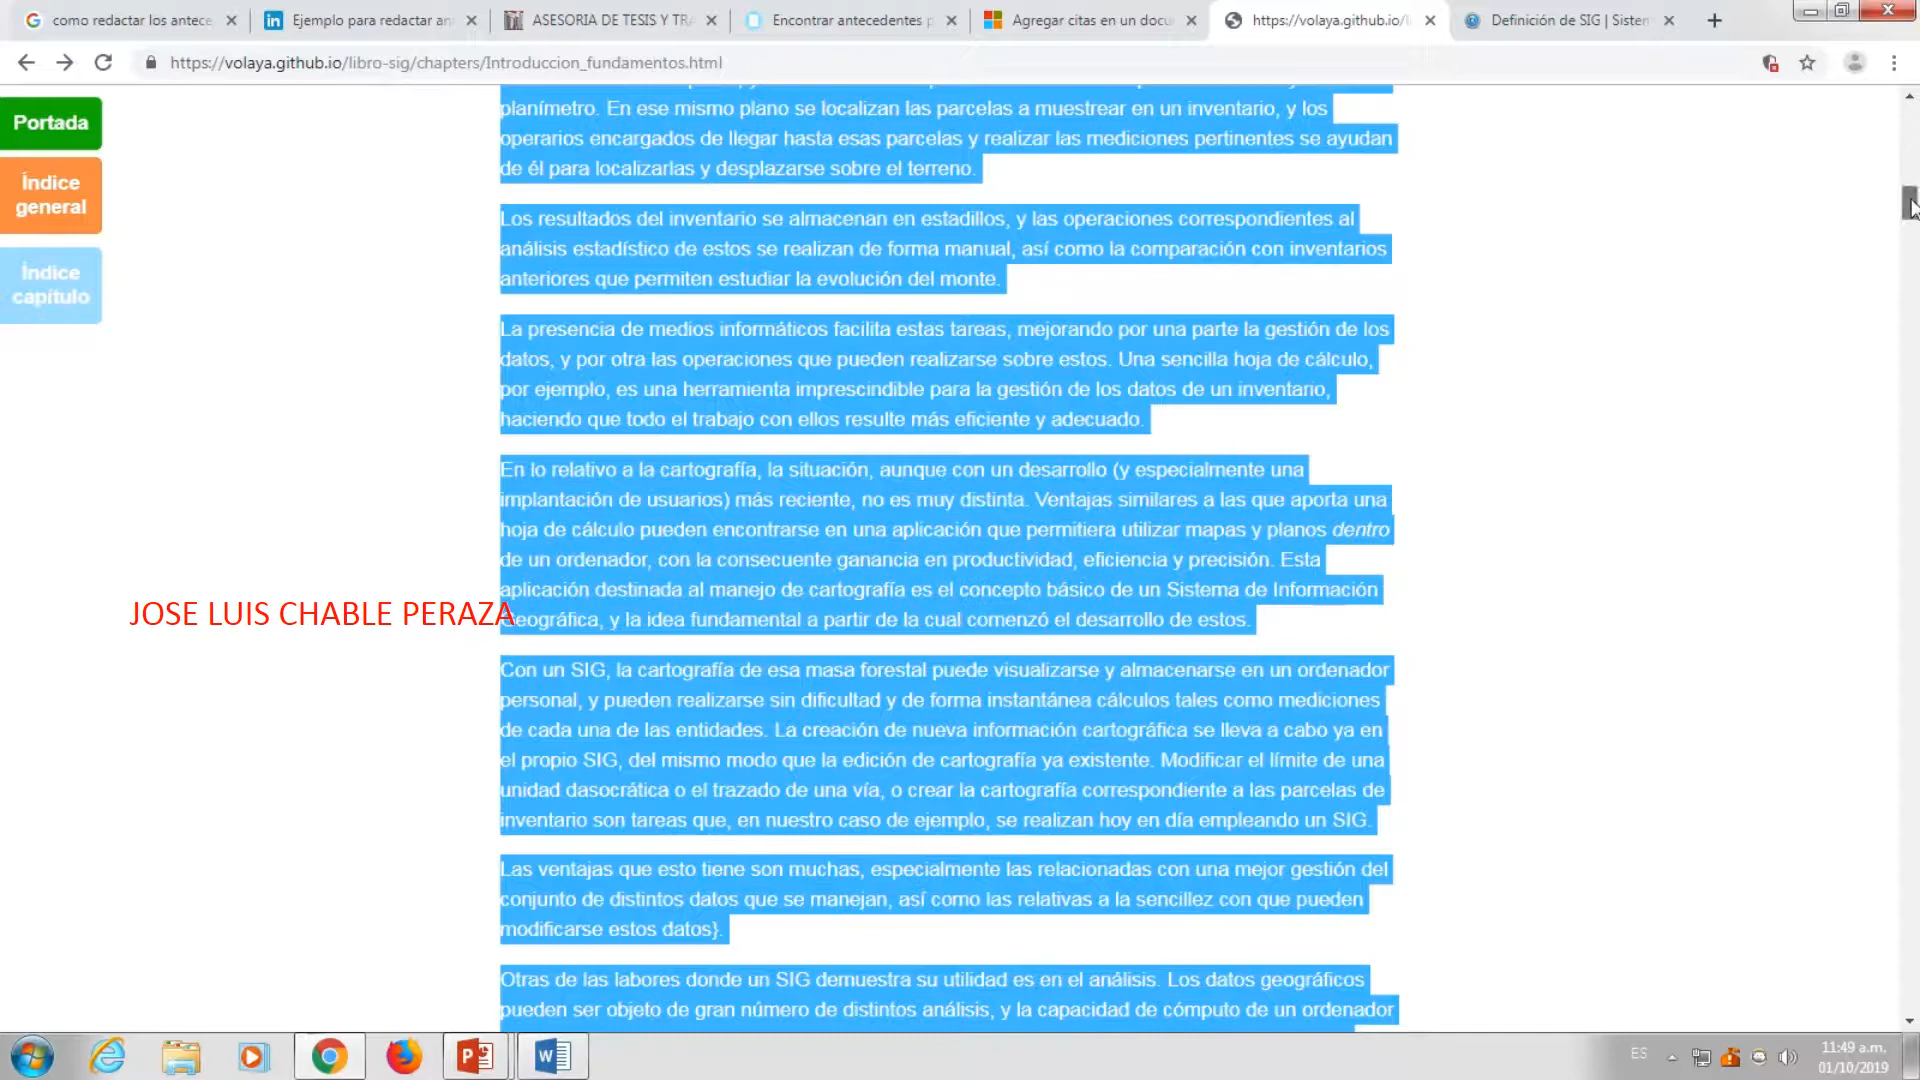 como redactar los antece
Ejemplo para redactar an
ASESORIA DE TESIS Y TRA
Encontrar antecedentes p
Agregar citas en un docu
https://volaya.github.io/l
Definición de SIG | Sisten
https://volaya.github.io/libro-sig/chapters/Introduccion_fundamentos.html
Portada
Índice
general
Índice
capítulo
planímetro. En ese mismo plano se localizan las parcelas a muestrear en un inventario, y los
operarios encargados de llegar hasta esas parcelas y realizar las mediciones pertinentes se ayudan
de él para localizarlas y desplazarse sobre el terreno.
Los resultados del inventario se almacenan en estadillos, y las operaciones correspondientes al
análisis estadístico de estos se realizan de forma manual, así como la comparación con inventarios
anteriores que permiten estudiar la evolución del monte.
La presencia de medios informáticos facilita estas tareas, mejorando por una parte la gestión de los
datos, y por otra las operaciones que pueden realizarse sobre estos. Una sencilla hoja de cálculo,
por ejemplo, es una herramienta imprescindible para la gestión de los datos de un inventario,
haciendo que todo el trabajo con ellos resulte más eficiente y adecuado.
En lo relativo a la cartografía, la situación, aunque con un desarrollo (y especialmente una
implantación de usuarios) más reciente, no es muy distinta. Ventajas similares a las que aporta una
hoja de cálculo pueden encontrarse en una aplicación que permitiera utilizar mapas y planos dentro
de un ordenador, con la consecuente ganancia en productividad, eficiencia y precisión. Esta
aplicación destinada al manejo de cartografía es el concepto básico de un Sistema de Información
Geográfica, y la idea fundamental a partir de la cual comenzó el desarrollo de estos.
JOSE LUIS CHABLE PERAZA
Con un SIG, la cartografía de esa masa forestal puede visualizarse y almacenarse en un ordenador
personal, y pueden realizarse sin dificultad y de forma instantánea cálculos tales como mediciones
de cada una de las entidades. La creación de nueva información cartográfica se lleva a cabo ya en
el propio SIG, del mismo modo que la edición de cartografía ya existente. Modificar el límite de una
unidad dasocrática o el trazado de una vía, o crear la cartografía correspondiente a las parcelas de
inventario son tareas que, en nuestro caso de ejemplo, se realizan hoy en día empleando un SIG.
Las ventajas que esto tiene son muchas, especialmente las relacionadas con una mejor gestión del
conjunto de distintos datos que se manejan, así como las relativas a la sencillez con que pueden
modificarse estos datos}.
Otras de las labores donde un SIG demuestra su utilidad es en el análisis. Los datos geográficos
pueden ser objeto de gran número de distintos análisis, y la capacidad de cómputo de un ordenador
ES
11:49 a.m.
01/10/2019